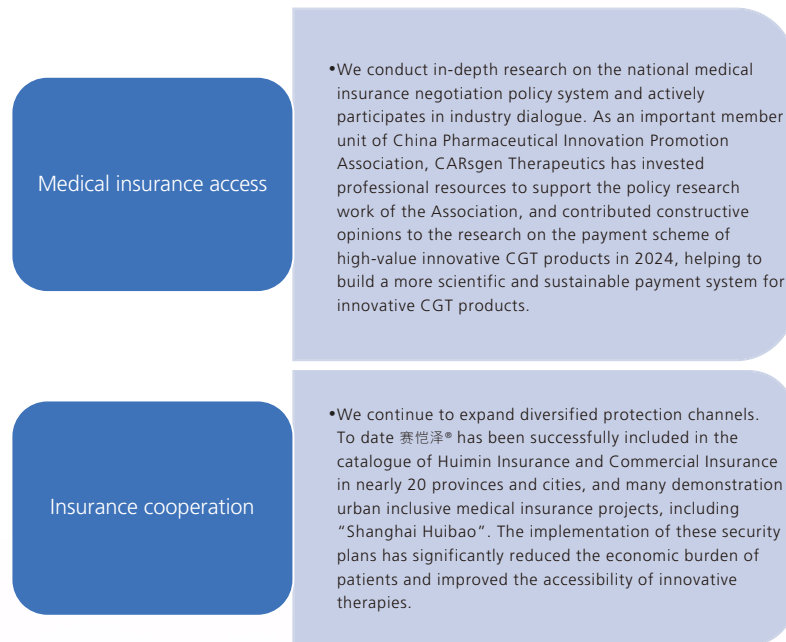 Medical insurance access
•We conduct in-depth research on the national medical
insurance negotiation policy system and actively
participates in industry dialogue. As an important member
unit of China Pharmaceutical Innovation Promotion
Association, CARsgen Therapeutics has invested
professional resources to support the policy research
work of the Association, and contributed constructive
opinions to the research on the payment scheme of
high-value innovative CGT products in 2024, helping to
build a more scientific and sustainable payment system for
innovative CGT products.
Insurance cooperation
•We continue to expand diversified protection channels.
To date 赛恺泽® has been successfully included in the
catalogue of Huimin Insurance and Commercial Insurance
in nearly 20 provinces and cities, and many demonstration
urban inclusive medical insurance projects, including
“Shanghai Huibao”. The implementation of these security
plans has significantly reduced the economic burden of
patients and improved the accessibility of innovative
therapies.